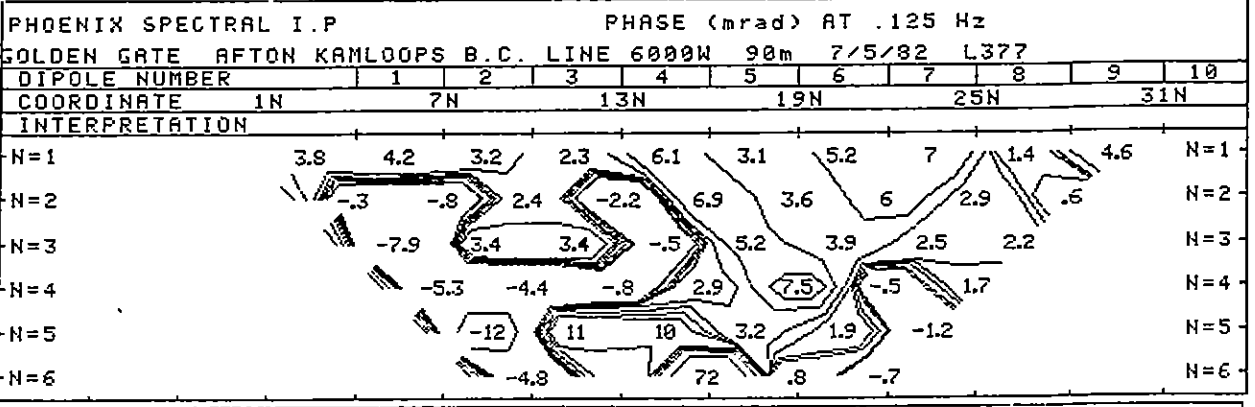 PHOENIX SPECTRAL I.P PHASE (mrad) AT .125 Hz
GOLDEN GATE AFTON KAMLOOPS B.C. LINE 6000W 90m 7/5/82 L377
DIPOLE NUMBER 1 2 3 4 5 6 7 8 9 10
COORDINATE 1N 7N 13N 19N 25N 31N
INTERPRETATION
N=1 3.8 4.2 3.2 2.3 6.1 3.1 5.2 7 1.4 4.6 N=1
N=2 -.3 -.8 2.4 -2.2 6.9 3.6 6 2.9 .6 N=2
N=3 -7.9 3.4 3.4 -.5 5.2 3.9 2.5 2.2 N=3
N=4 -5.3 -4.4 -.8 2.9 7.5 -.5 1.7 N=4
N=5 -12 11 10 3.2 1.9 -1.2 N=5
N=6 -4.8 72 .8 -.7 N=6